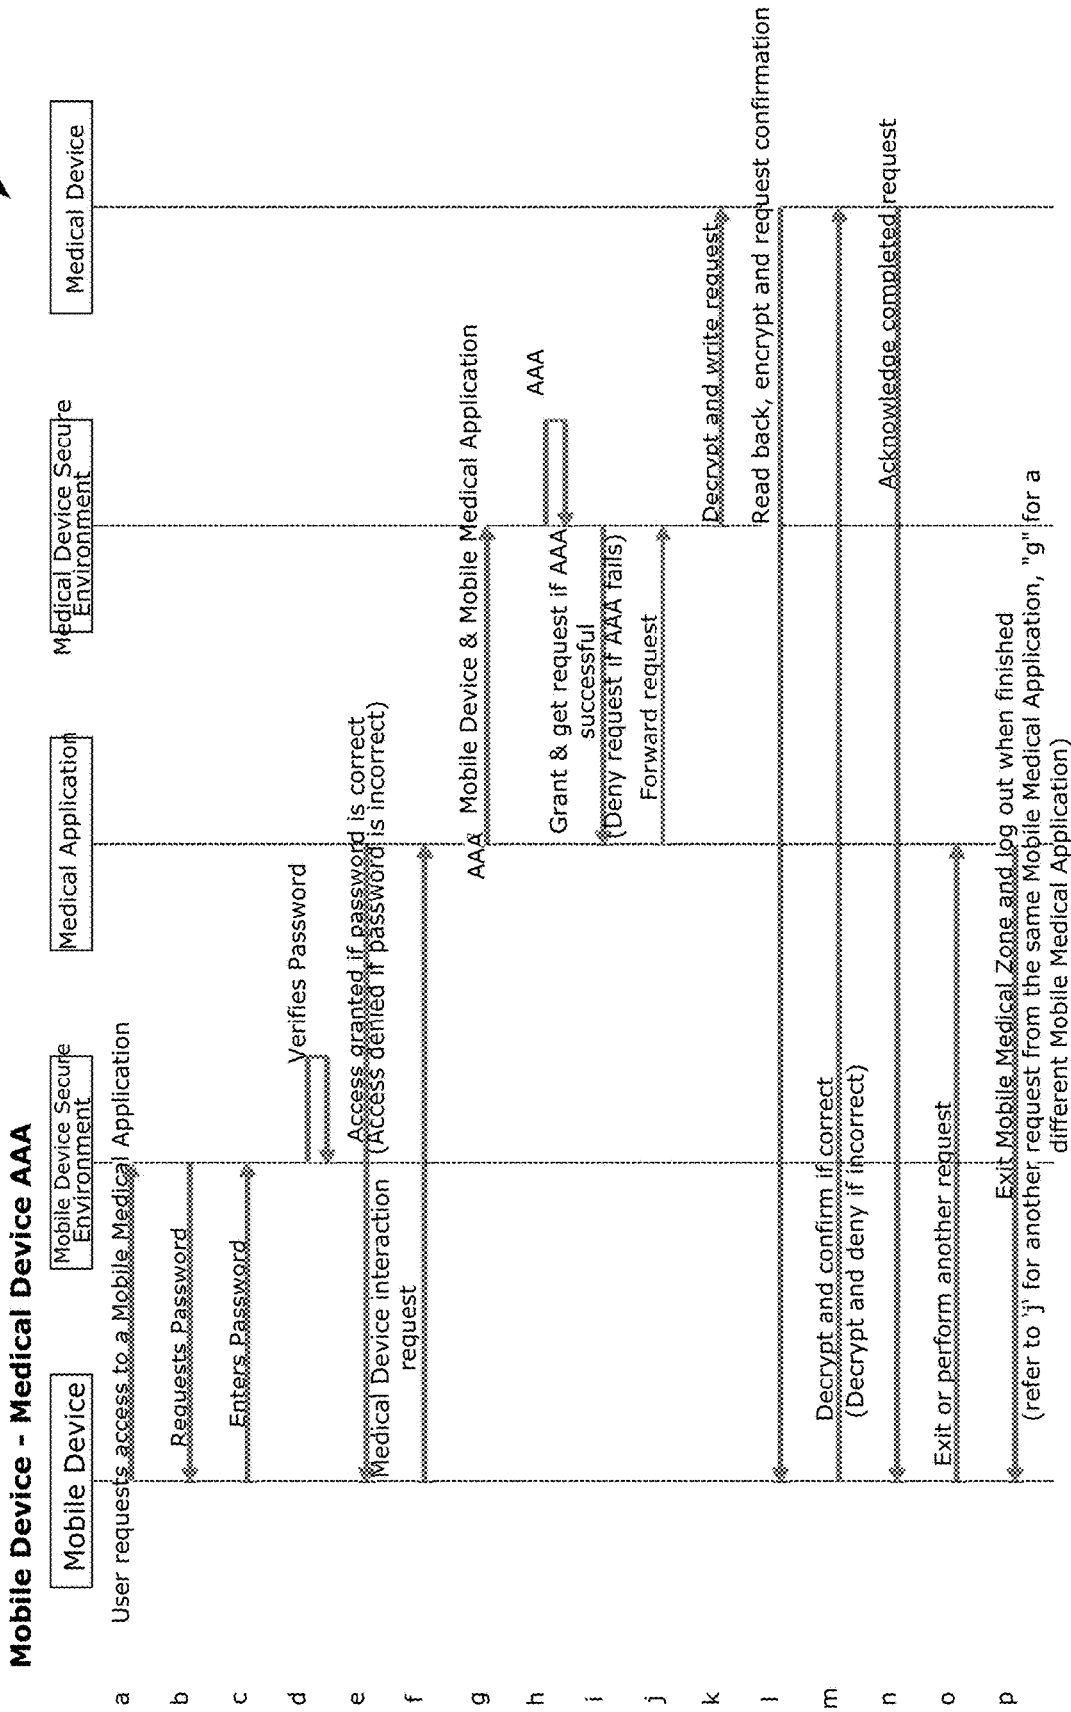 Mobile Device - Medical Device AAA
Mobile Device
Mobile Device Secure
Environment
Medical Application
Medical Device Secure
Environment
Medical Device
a
User requests access to a Mobile Medical Application
b
Requests Password
c
Enters Password
d
Verifies Password
e
Access granted if password is correct
(Access denied if password is incorrect)
f
Medical Device interaction
request
g
AAA Mobile Device & Mobile Medical Application
h
AAA
i
Grant & get request if AAA
successful
(Deny request if AAA fails)
j
Forward request
k
Decrypt and write request
l
Read back, encrypt and request confirmation
m
Decrypt and confirm if correct
(Decrypt and deny if incorrect)
n
Acknowledge completed request
o
Exit or perform another request
p
Exit Mobile Medical Zone and log out when finished
(refer to 'j' for another request from the same Mobile Medical Application, "g" for a
different Mobile Medical Application)